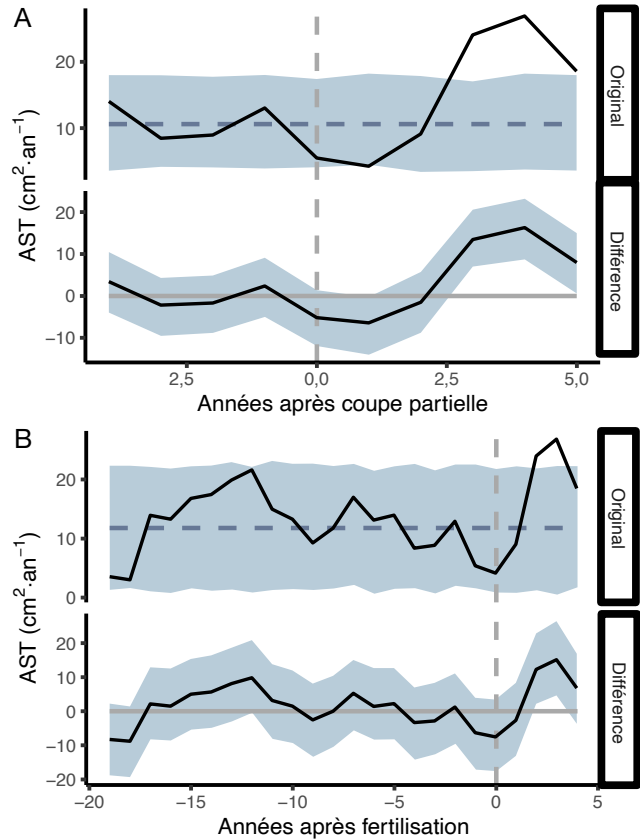 A
AST (cm²·an⁻¹)
20
10
Original
20
10
0
−10
Différence
2,5
0,0
2,5
5,0
Années après coupe partielle
B
AST (cm²·an⁻¹)
20
10
0
Original
20
10
0
−10
−20
Différence
−20
−15
−10
−5
0
5
Années après fertilisation